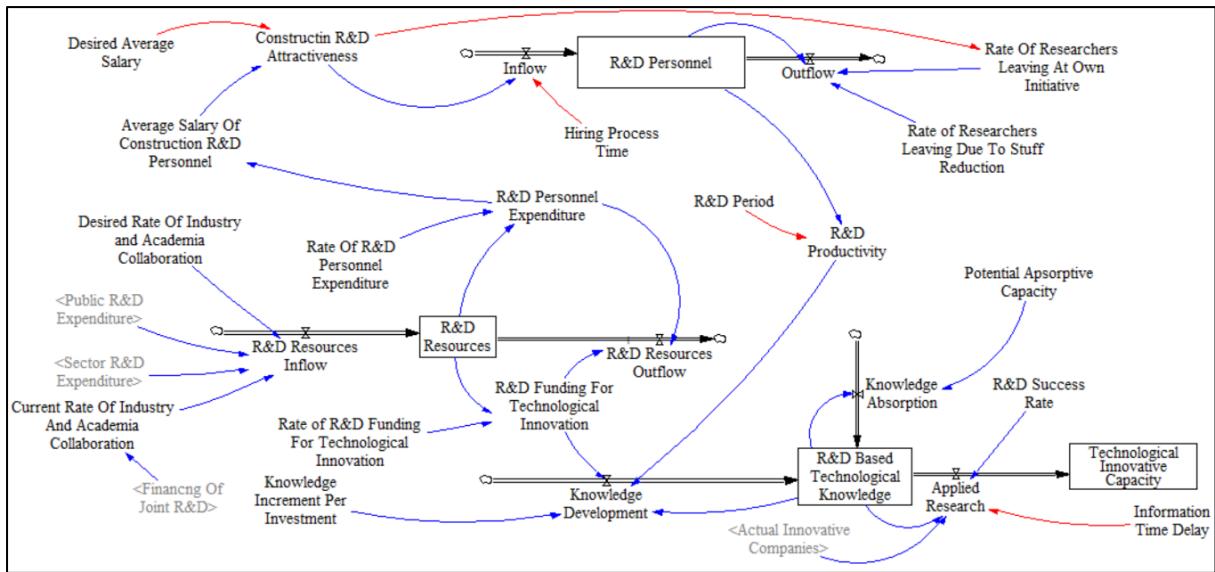 Desired Average
Salary
Constructin R&D
Attractiveness
Inflow
R&D Personnel
Outflow
Rate Of Researchers
Leaving At Own
Initiative
Average Salary Of
Construction R&D
Personnel
Hiring Process
Time
Rate of Researchers
Leaving Due To Stuff
Reduction
R&D Personnel
Expenditure
R&D Period
Desired Rate Of Industry
and Academia
Collaboration
Rate Of R&D
Personnel
Expenditure
R&D
Productivity
Potential Apsorptive
Capacity
<Public R&D
Expenditure>
R&D Resources
Inflow
R&D
Resources
R&D Resources
Outflow
<Sector R&D
Expenditure>
Current Rate Of Industry
And Academia
Collaboration
R&D Funding For
Technological
Innovation
Knowledge
Absorption
R&D Success
Rate
Rate of R&D Funding
For Technological
Innovation
<Financng Of
Joint R&D>
Knowledge
Increment Per
Investment
Knowledge
Development
R&D Based
Technological
Knowledge
Applied
Research
Technological
Innovative
Capacity
<Actual Innovative
Companies>
Information
Time Delay